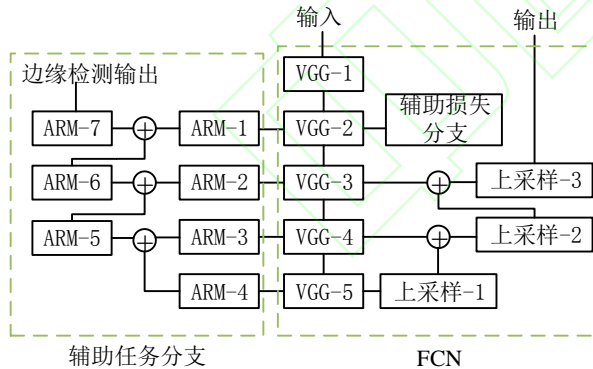 输入
输出
边缘检测输出
VGG-1
辅助损失
分支
ARM-7
ARM-1
VGG-2
ARM-6
ARM-2
VGG-3
上采样-3
ARM-5
ARM-3
VGG-4
上采样-2
ARM-4
VGG-5
上采样-1
辅助任务分支
FCN